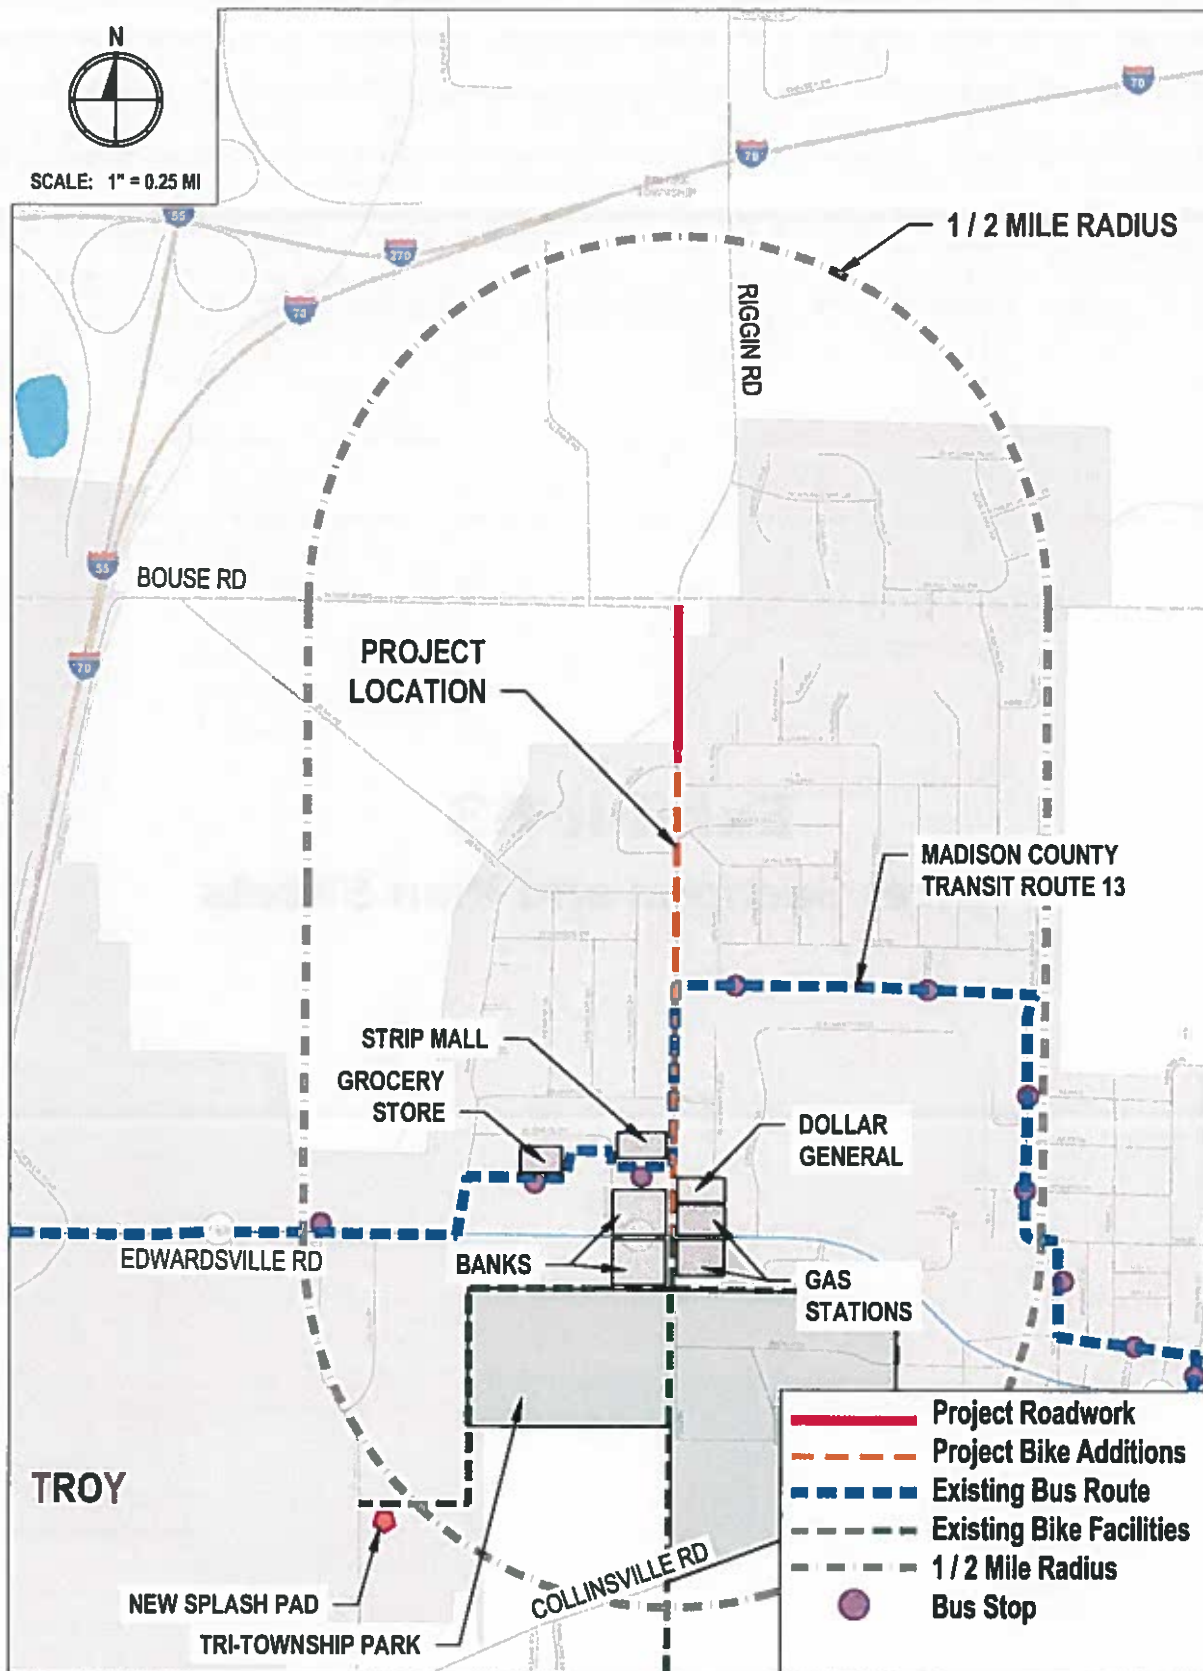 N
SCALE: 1" = 0.25 MI
70
70
55
270
70
1 / 2 MILE RADIUS
RIGGIN RD
55
BOUSE RD
70
PROJECT
LOCATION
MADISON COUNTY
TRANSIT ROUTE 13
STRIP MALL
GROCERY
STORE
DOLLAR
GENERAL
EDWARDSVILLE RD
BANKS
GAS
STATIONS
TROY
NEW SPLASH PAD
TRI-TOWNSHIP PARK
COLLINSVILLE RD
Project Roadwork
Project Bike Additions
Existing Bus Route
Existing Bike Facilities
1 / 2 Mile Radius
Bus Stop